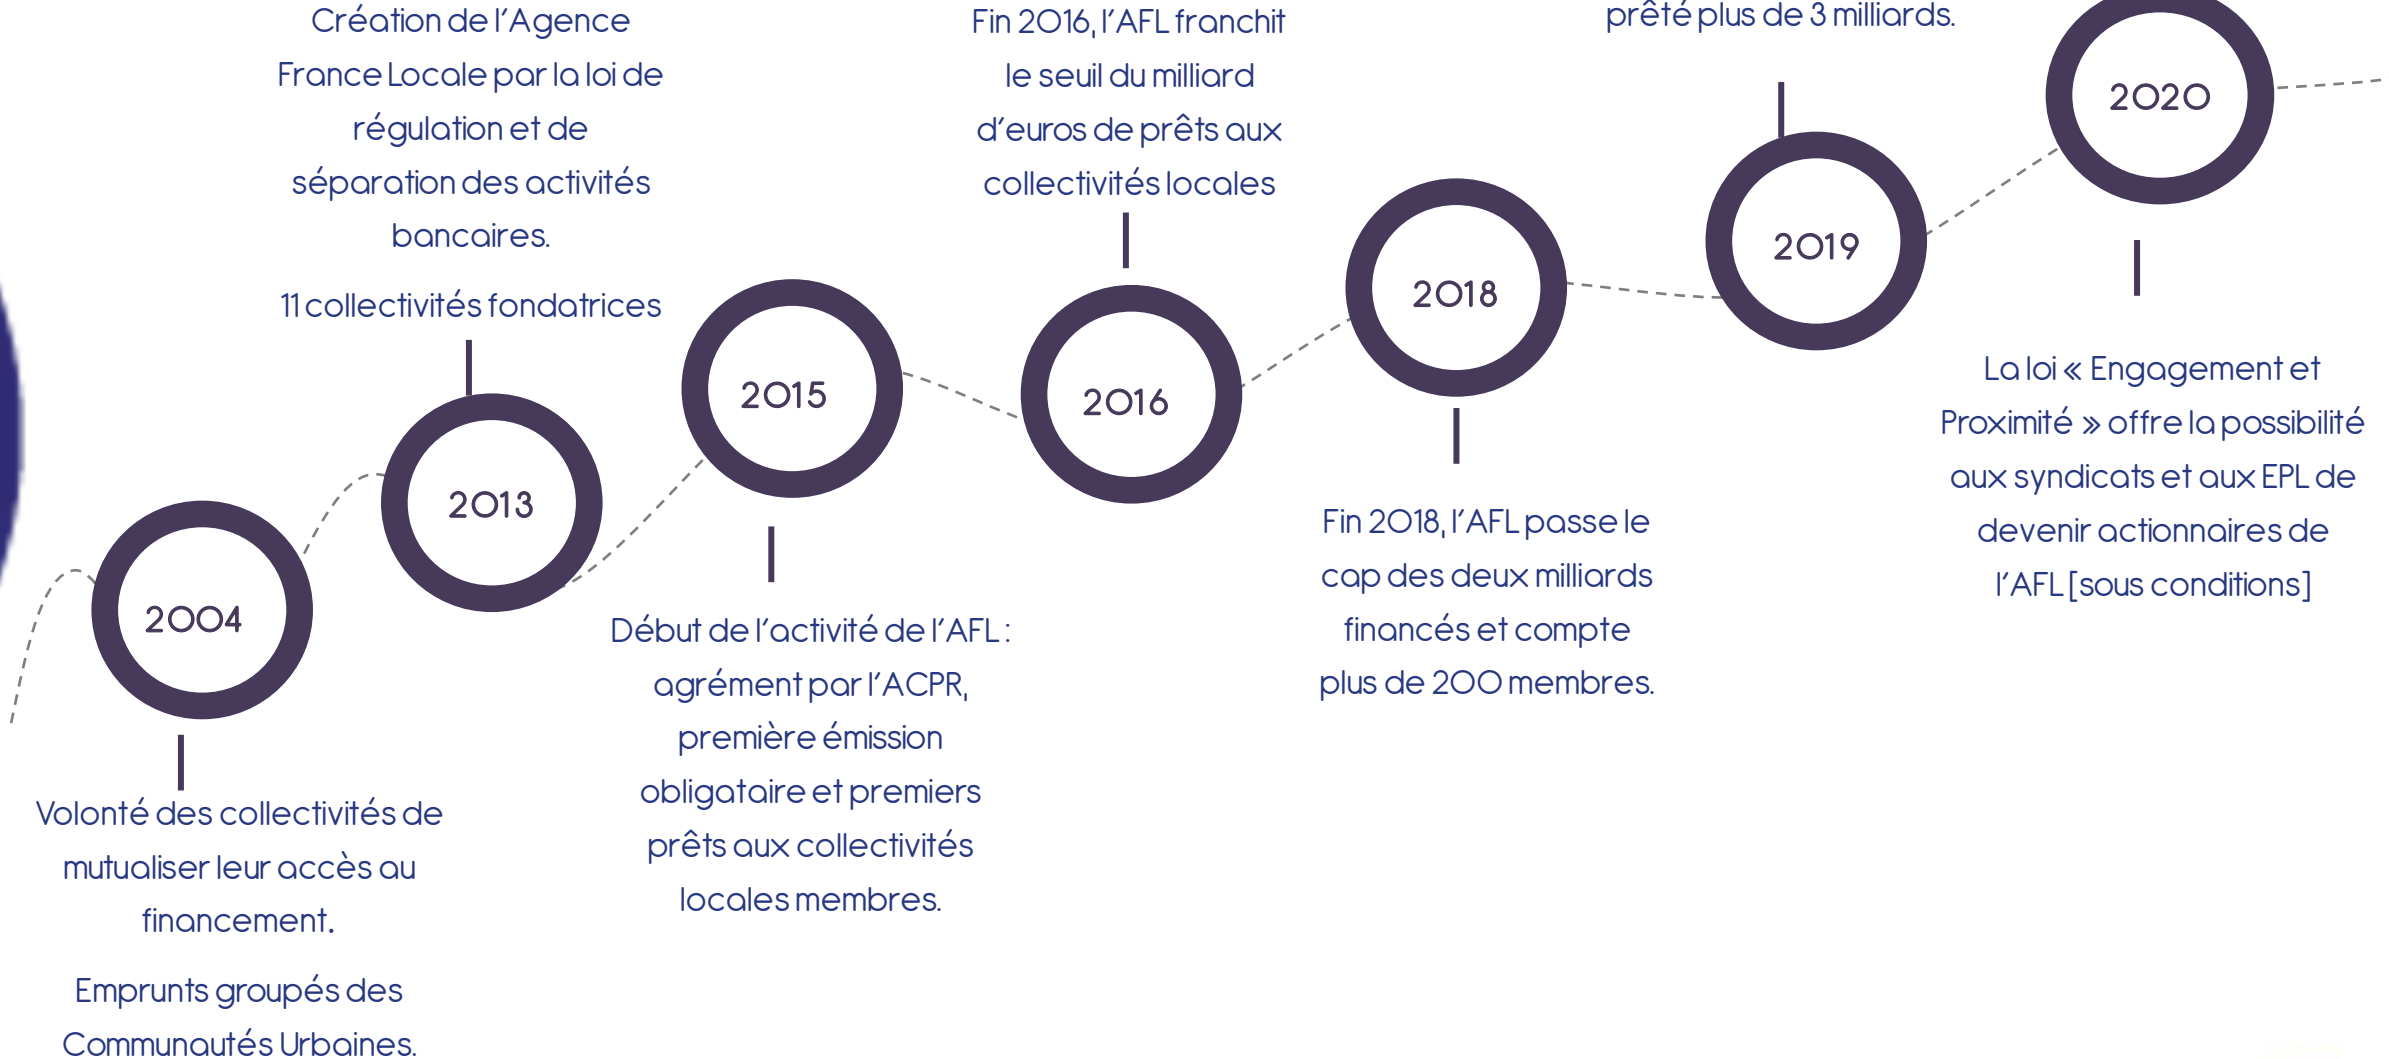 Création de l'Agence
France Locale par la loi de
régulation et de
séparation des activités
bancaires.
11 collectivités fondatrices
Fin 2016, l'AFL franchit
le seuil du milliard
d'euros de prêts aux
collectivités locales
prêté plus de 3 milliards.
2004
2013
2015
2016
2018
2019
2020
Volonté des collectivités de
mutualiser leur accès au
financement.
Emprunts groupés des
Communautés Urbaines.
Début de l'activité de l'AFL :
agrément par l'ACPR,
première émission
obligataire et premiers
prêts aux collectivités
locales membres.
Fin 2018, l'AFL passe le
cap des deux milliards
financés et compte
plus de 200 membres.
La loi « Engagement et
Proximité » offre la possibilité
aux syndicats et aux EPL de
devenir actionnaires de
l'AFL [sous conditions]